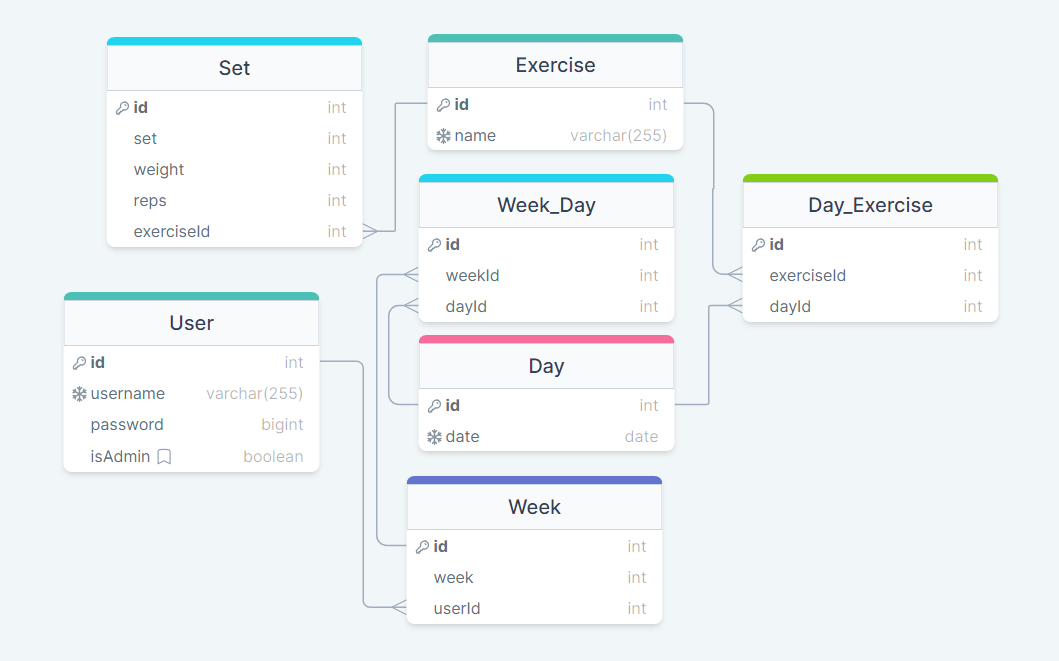 Set
id int
set int
weight int
reps int
exerciseId int
Exercise
id int
name varchar(255)
Week_Day
id int
weekId int
dayId int
Day_Exercise
id int
exerciseId int
dayId int
User
id int
username varchar(255)
password bigint
isAdmin boolean
Day
id int
date date
Week
id int
week int
userId int